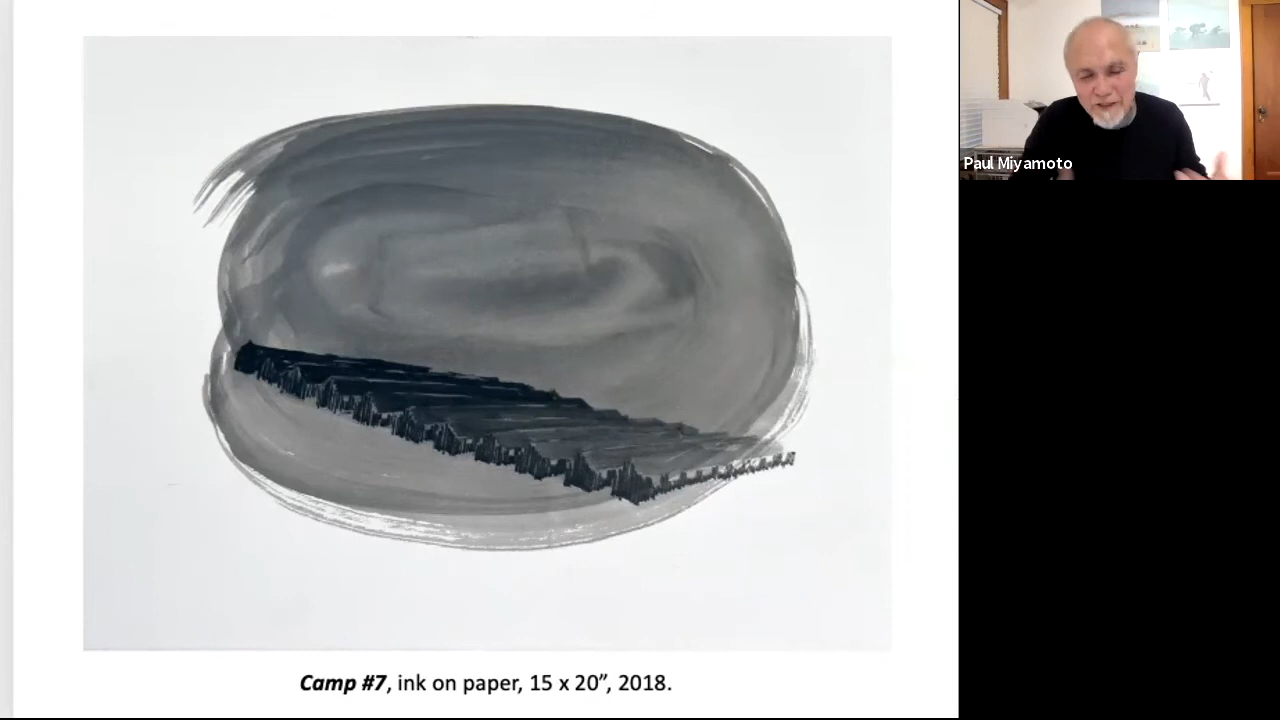 Paul Miyamoto
Camp #7, ink on paper, 15 x 20”, 2018.